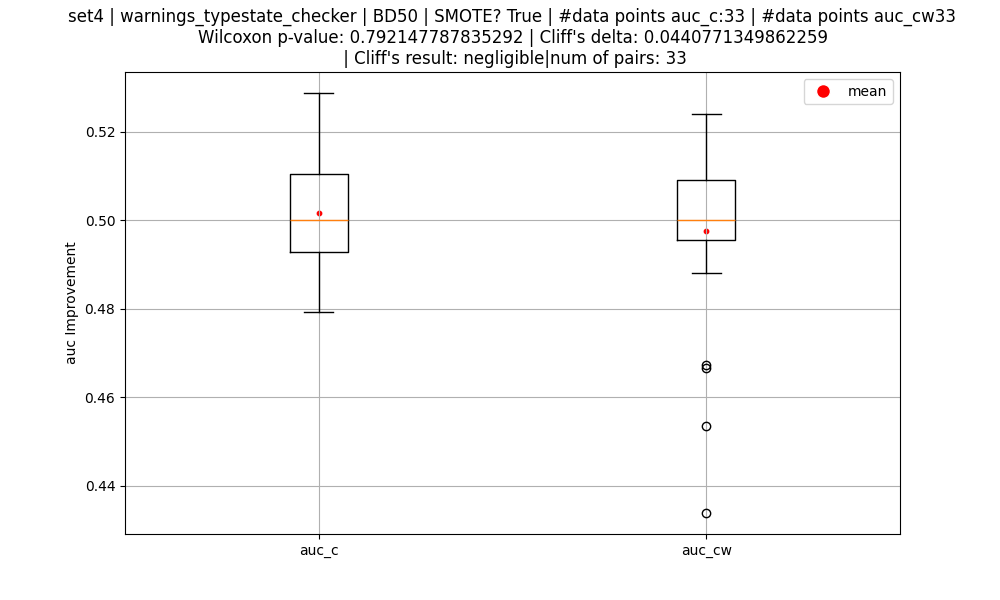 set4 | warnings_typestate_checker | BD50 | SMOTE? True | #data points auc_c:33 | #data points auc_cw33
Wilcoxon p-value: 0.792147787835292 | Cliff's delta: 0.0440771349862259
| Cliff's result: negligible|num of pairs: 33
mean
0.52
0.50
0.48
0.46
0.44
auc Improvement
auc_c
auc_cw